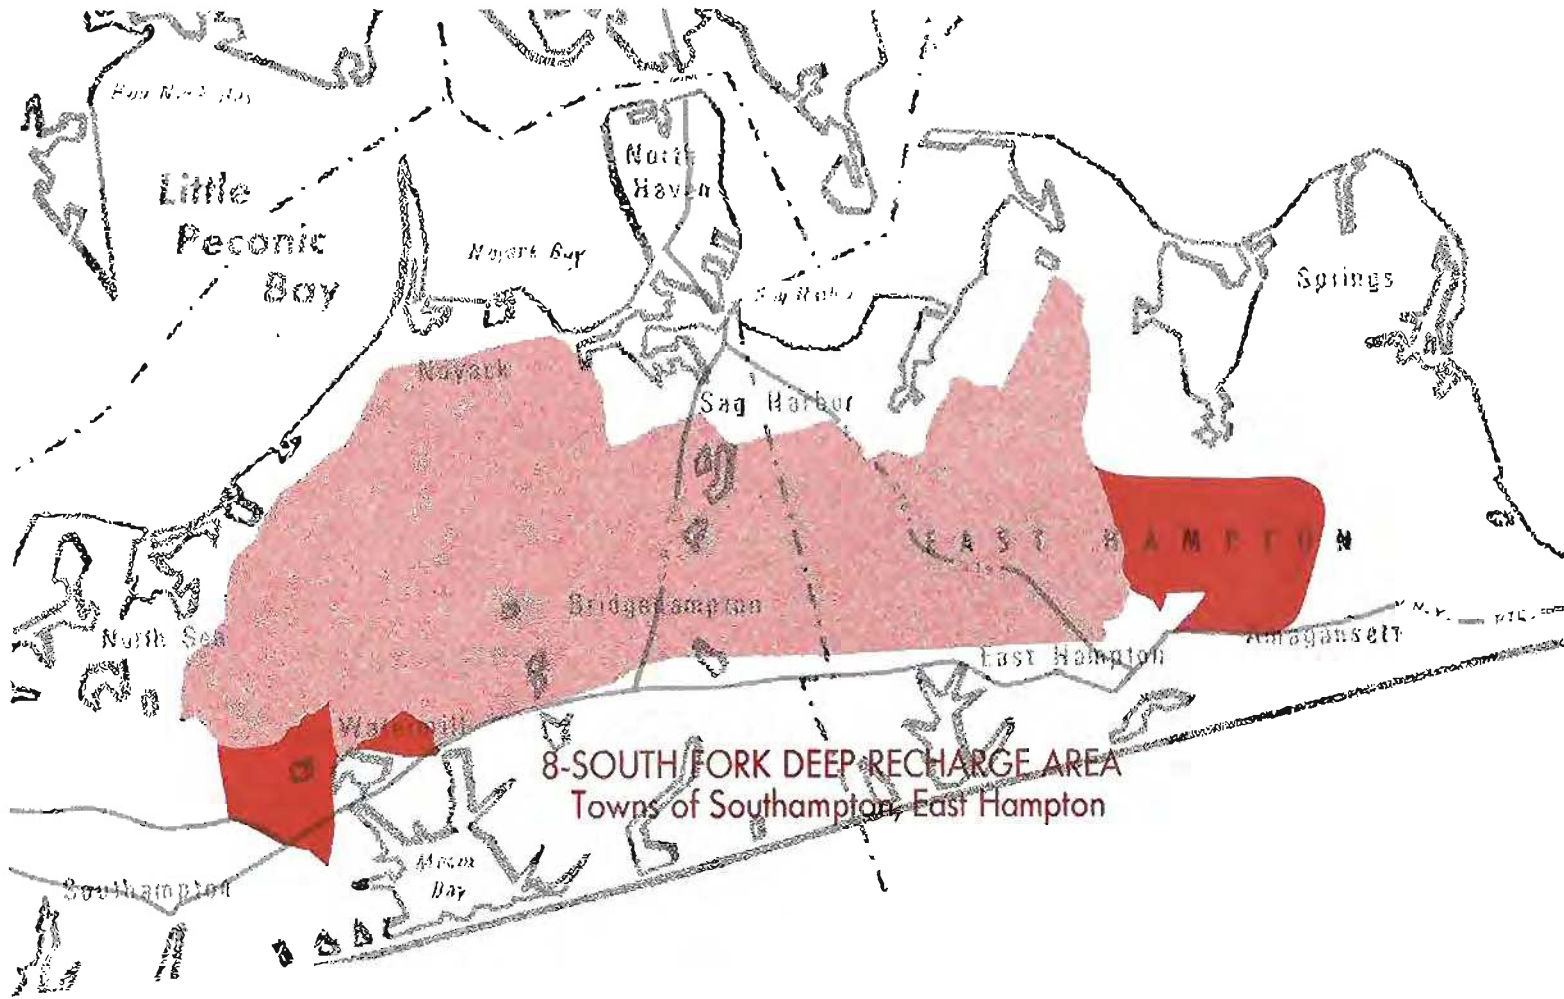 Little
Peconic
Bay
North
Haven
Noyack Bay
Springs
Noyack
Sag Harbor
EAST HAMPTON
Bridgehampton
North Sea
East Hampton
Amagansett
Watermill
8-SOUTH FORK DEEP RECHARGE AREA
Towns of Southampton, East Hampton
Mecox
Bay
Southampton